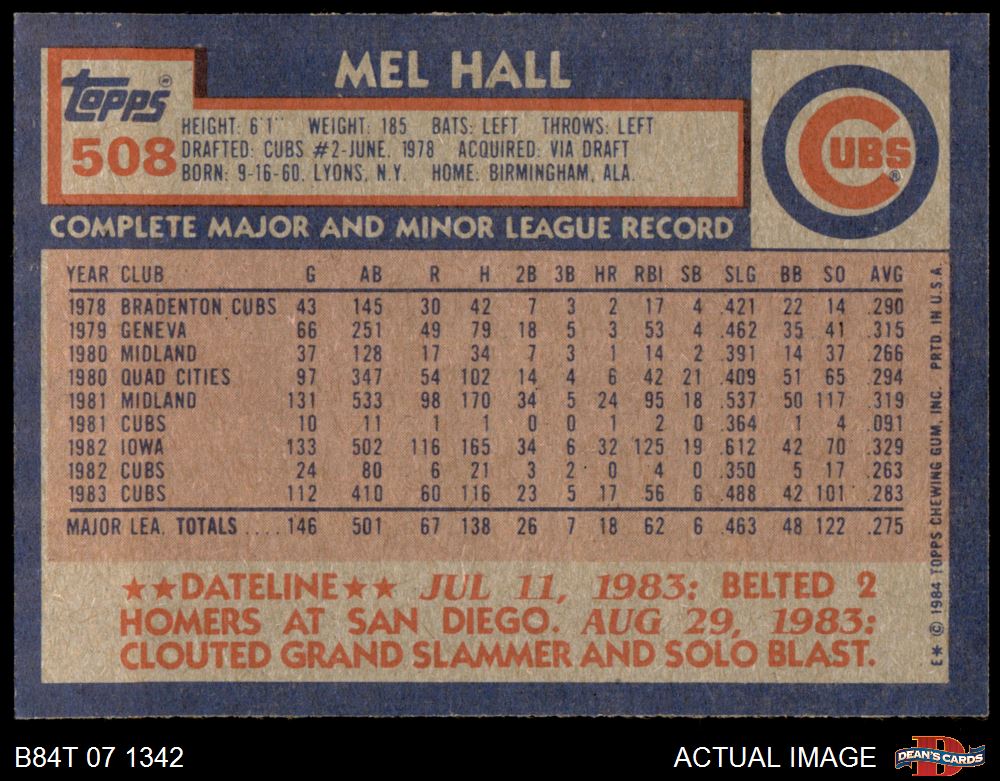 MEL HALL
Topps®
508
HEIGHT: 6'1" WEIGHT: 185 BATS: LEFT THROWS: LEFT
DRAFTED: CUBS #2-JUNE, 1978 ACQUIRED: VIA DRAFT
BORN: 9-16-60, LYONS, N.Y. HOME: BIRMINGHAM, ALA.
CUBS®
COMPLETE MAJOR AND MINOR LEAGUE RECORD
YEAR CLUB G AB R H 2B 3B HR RBI SB SLG BB SO AVG
1978 BRADENTON CUBS 43 145 30 42 7 3 2 17 4 .421 22 14 .290
1979 GENEVA 66 251 49 79 18 5 3 53 4 .462 35 41 .315
1980 MIDLAND 37 128 17 34 7 3 1 14 2 .391 14 37 .266
1980 QUAD CITIES 97 347 54 102 14 4 6 42 21 .409 51 65 .294
1981 MIDLAND 131 533 98 170 34 5 24 95 18 .537 50 117 .319
1981 CUBS 10 11 1 1 0 0 1 2 0 .364 1 4 .091
1982 IOWA 133 502 116 165 34 6 32 125 19 .612 42 70 .329
1982 CUBS 24 80 6 21 3 2 0 4 0 .350 5 17 .263
1983 CUBS 112 410 60 116 23 5 17 56 6 .488 42 101 .283
MAJOR LEA. TOTALS .... 146 501 67 138 26 7 18 62 6 .463 48 122 .275
★★DATELINE★★ JUL 11, 1983: BELTED 2
HOMERS AT SAN DIEGO. AUG 29, 1983:
CLOUTED GRAND SLAMMER AND SOLO BLAST.
E* © 1984 TOPPS CHEWING GUM, INC. PRTD. IN U.S.A.
B84T 07 1342
ACTUAL IMAGE
D
DEAN'S CARDS